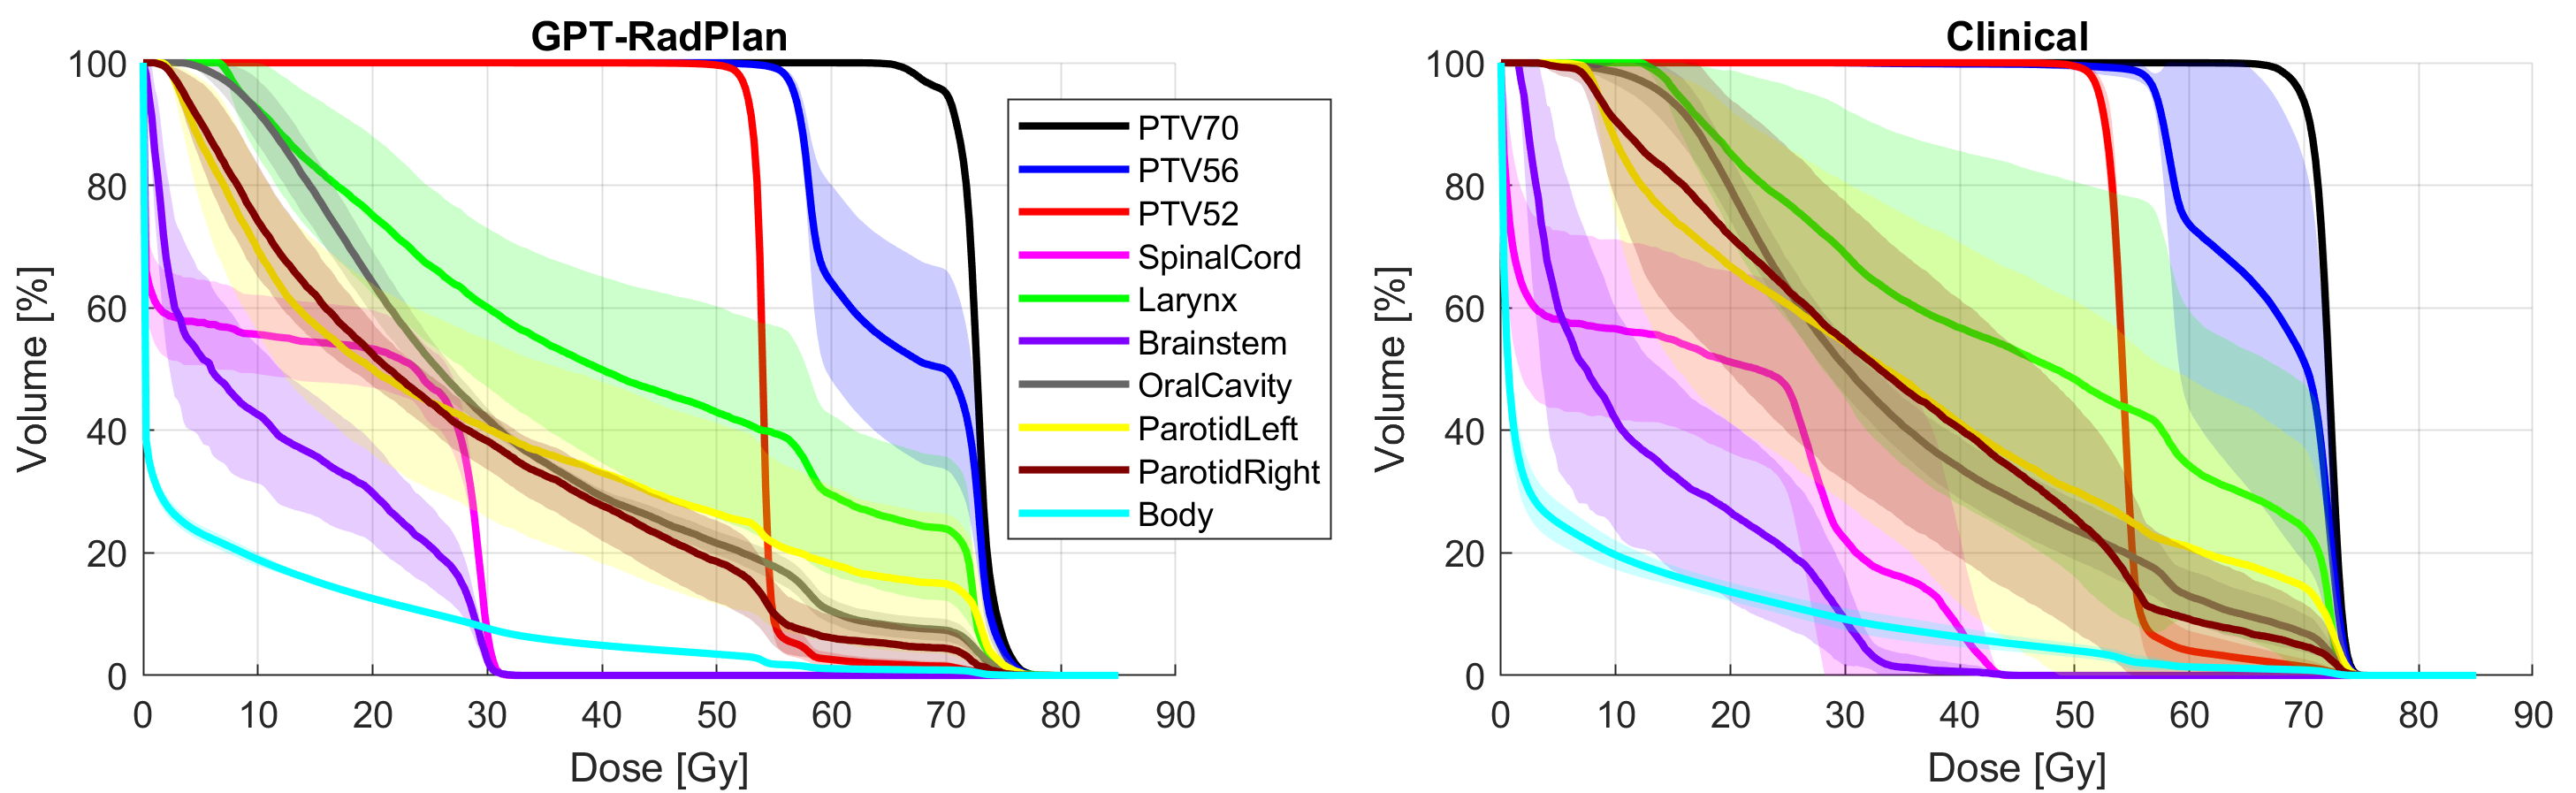 GPT-RadPlan
Volume [%]
100
80
60
40
20
0
0 10 20 30 40 50 60 70 80 90
Dose [Gy]
PTV70
PTV56
PTV52
SpinalCord
Larynx
Brainstem
OralCavity
ParotidLeft
ParotidRight
Body
Clinical
Volume [%]
100
80
60
40
20
0
0 10 20 30 40 50 60 70 80 90
Dose [Gy]